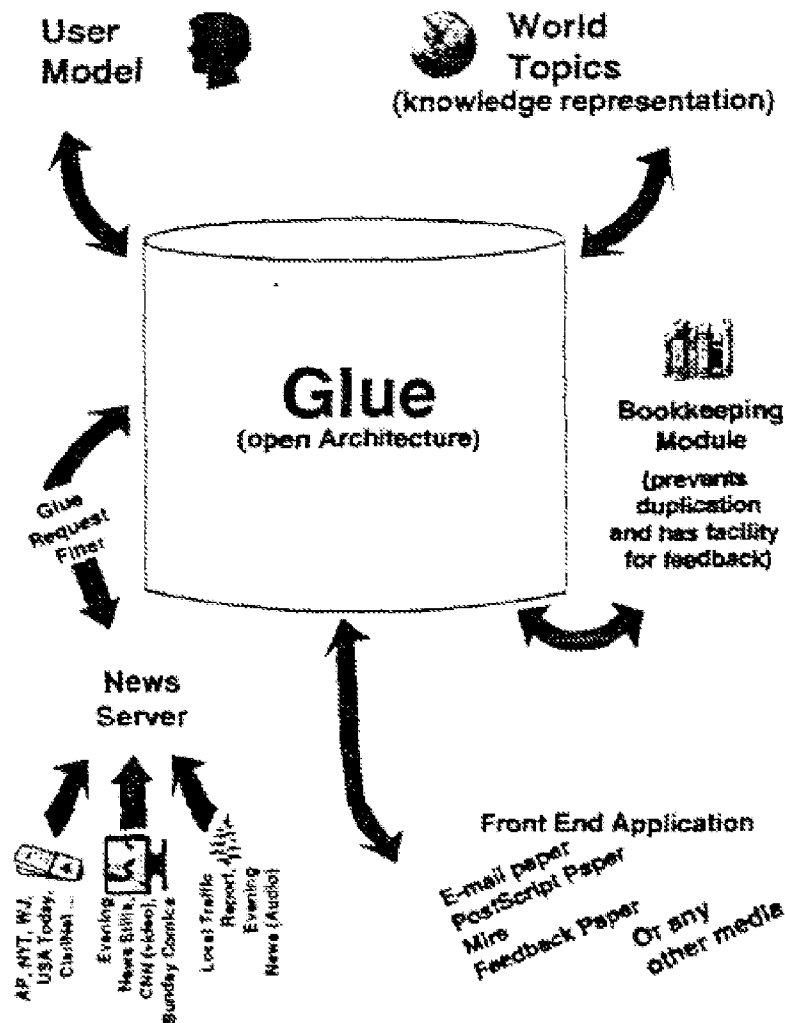 User
Model
World
Topics
(knowledge representation)
Glue
(open Architecture)
Bookkeeping
Module
(prevents
duplication
and has facility
for feedback)
Glue
Request
News
Server
AP, NYT, WJ,
USA Today,
ClariNet...
Evening
News Stills,
CNN (video),
Sunday Comics
Local Traffic
Report,
Evening
News (Audio)
Front End Application
E-mail paper
PostScript Paper
Feedback Paper
Or any
other media